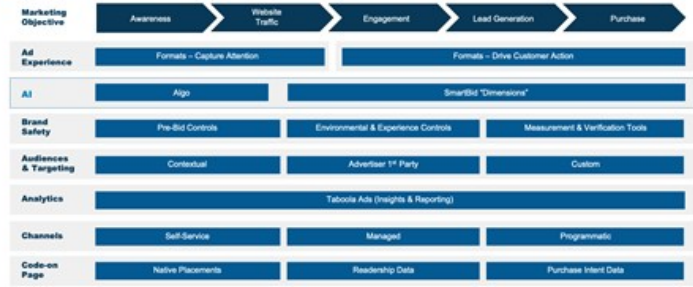 Marketing
Objective
Awareness
Website
Traffic
Engagement
Lead Generation
Purchase
Ad
Experience
Formats – Capture Attention
Formats – Drive Customer Action
AI
Algo
SmartBid "Dimensions"
Brand
Safety
Pre-Bid Controls
Environmental & Experience Controls
Measurement & Verification Tools
Audiences
& Targeting
Contextual
Advertiser 1st Party
Custom
Analytics
Taboola Ads (Insights & Reporting)
Channels
Self-Service
Managed
Programmatic
Code-on
Page
Native Placements
Readership Data
Purchase Intent Data